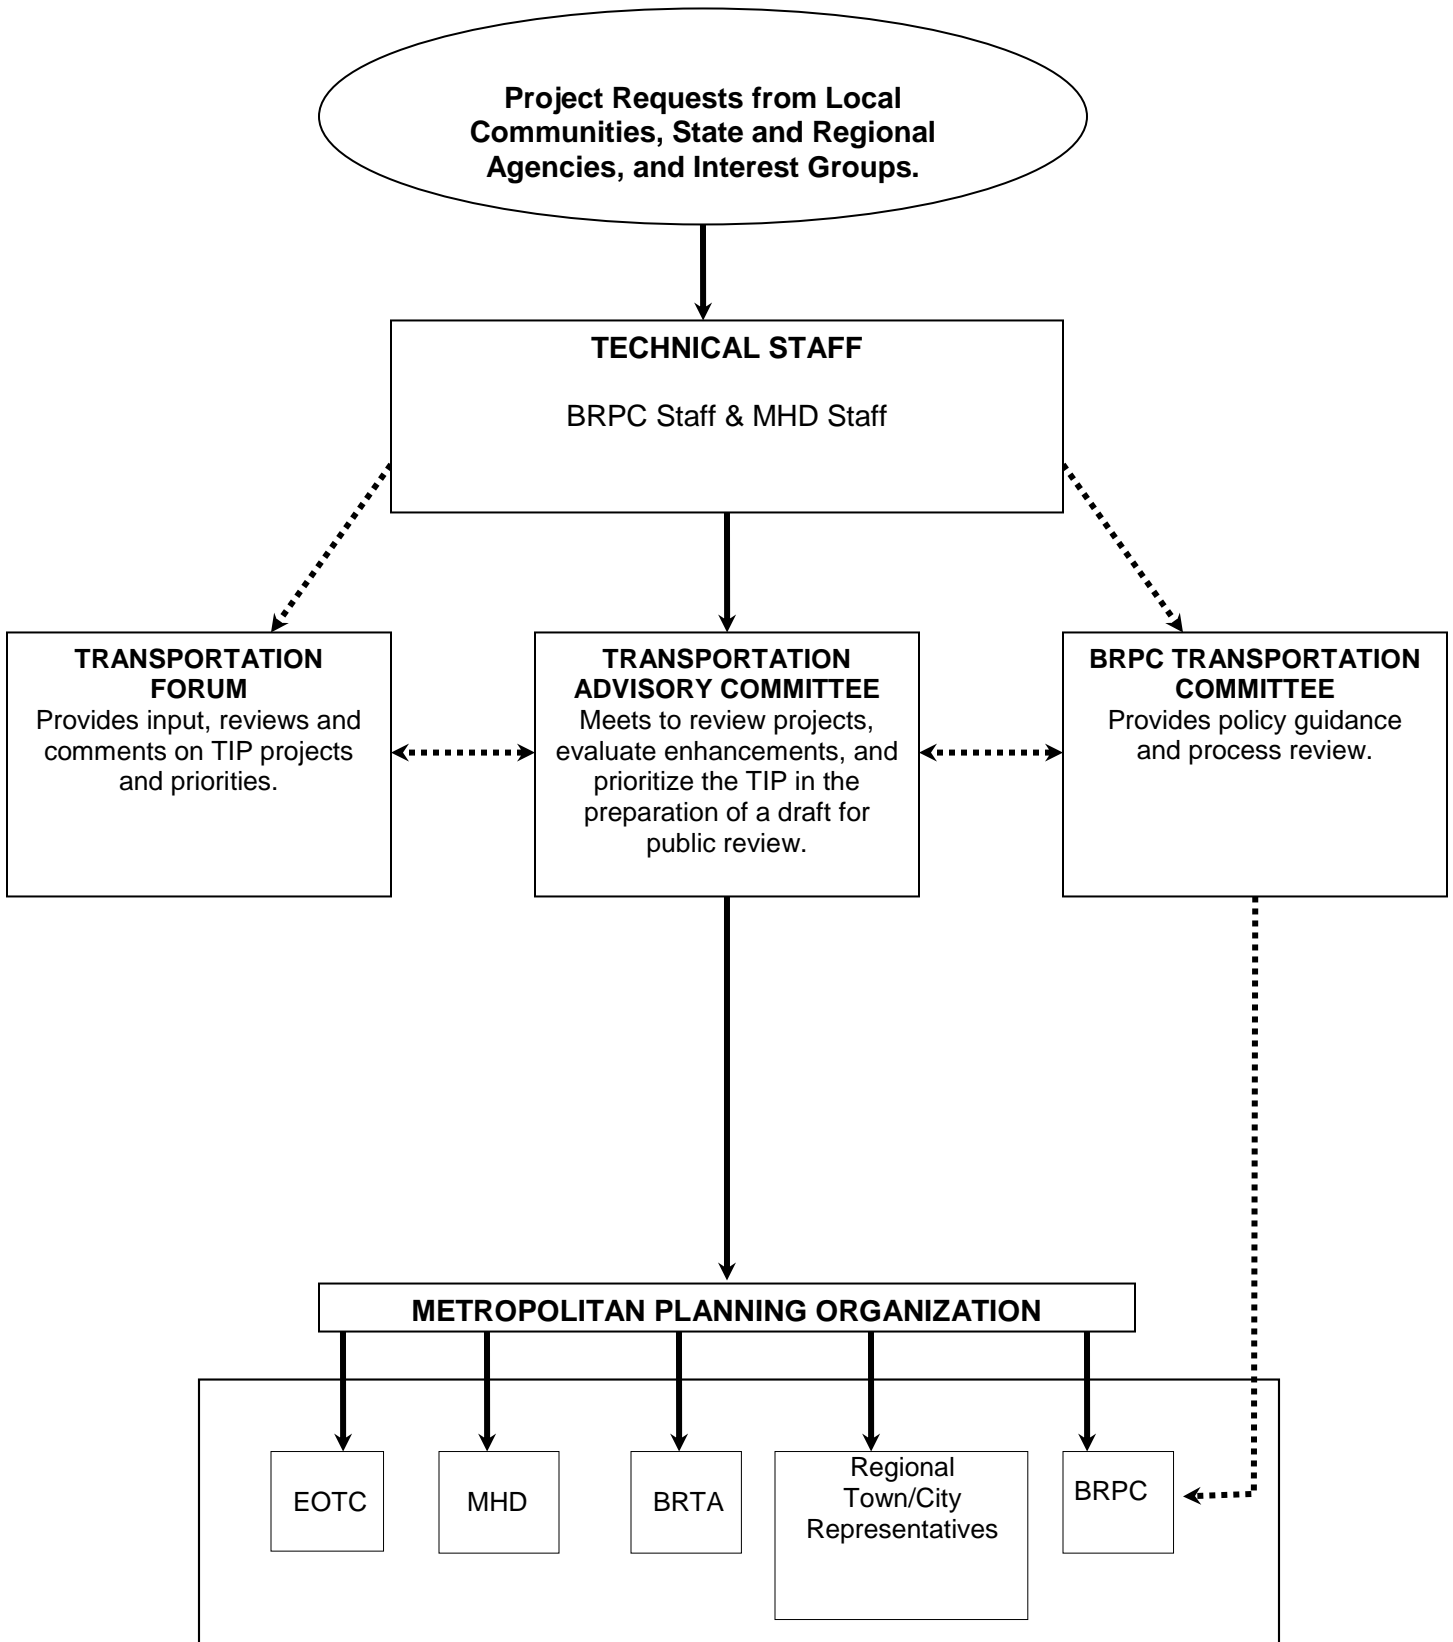 Project Requests from Local
Communities, State and Regional
Agencies, and Interest Groups.
TECHNICAL STAFF
BRPC Staff & MHD Staff
TRANSPORTATION
FORUM
Provides input, reviews and
comments on TIP projects
and priorities.
TRANSPORTATION
ADVISORY COMMITTEE
Meets to review projects,
evaluate enhancements, and
prioritize the TIP in the
preparation of a draft for
public review.
BRPC TRANSPORTATION
COMMITTEE
Provides policy guidance
and process review.
METROPOLITAN PLANNING ORGANIZATION
EOTC
MHD
BRTA
Regional
Town/City
Representatives
BRPC